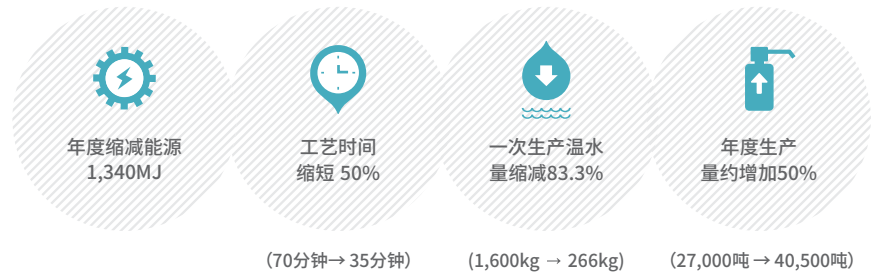 年度缩减能源
1,340MJ
工艺时间
缩短 50%
（70分钟→ 35分钟）
一次生产温水
量缩减83.3%
(1,600kg → 266kg)
年度生产
量约增加50%
（27,000吨 → 40,500吨）